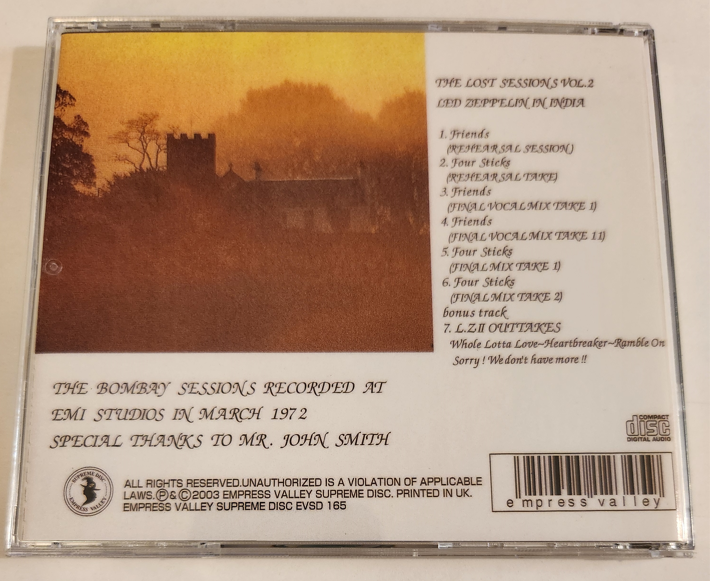 THE LOST SESSIONS VOL.2
LED ZEPPELIN IN INDIA
1. Friends
(REHEARSAL SESSION)
2. Four Sticks
(REHEARSAL TAKE)
3. Friends
(FINAL VOCAL MIX TAKE 1)
4. Friends
(FINAL VOCAL MIX TAKE 11)
5. Four Sticks
(FINAL MIX TAKE 1)
6. Four Sticks
(FINAL MIX TAKE 2)
bonus track
7. L.Z II OUTTAKES
Whole Lotta Love~Heartbreaker~Ramble On
Sorry ! We don't have more !!
THE BOMBAY SESSIONS RECORDED AT
EMI STUDIOS IN MARCH 1972
SPECIAL THANKS TO MR. JOHN SMITH
COMPACT
disc
DIGITAL AUDIO
SUPREME DISC
EMPRESS VALLEY
ALL RIGHTS RESERVED.UNAUTHORIZED IS A VIOLATION OF APPLICABLE
LAWS.Ⓟ&©2003 EMPRESS VALLEY SUPREME DISC. PRINTED IN UK.
EMPRESS VALLEY SUPREME DISC EVSD 165
empress valley